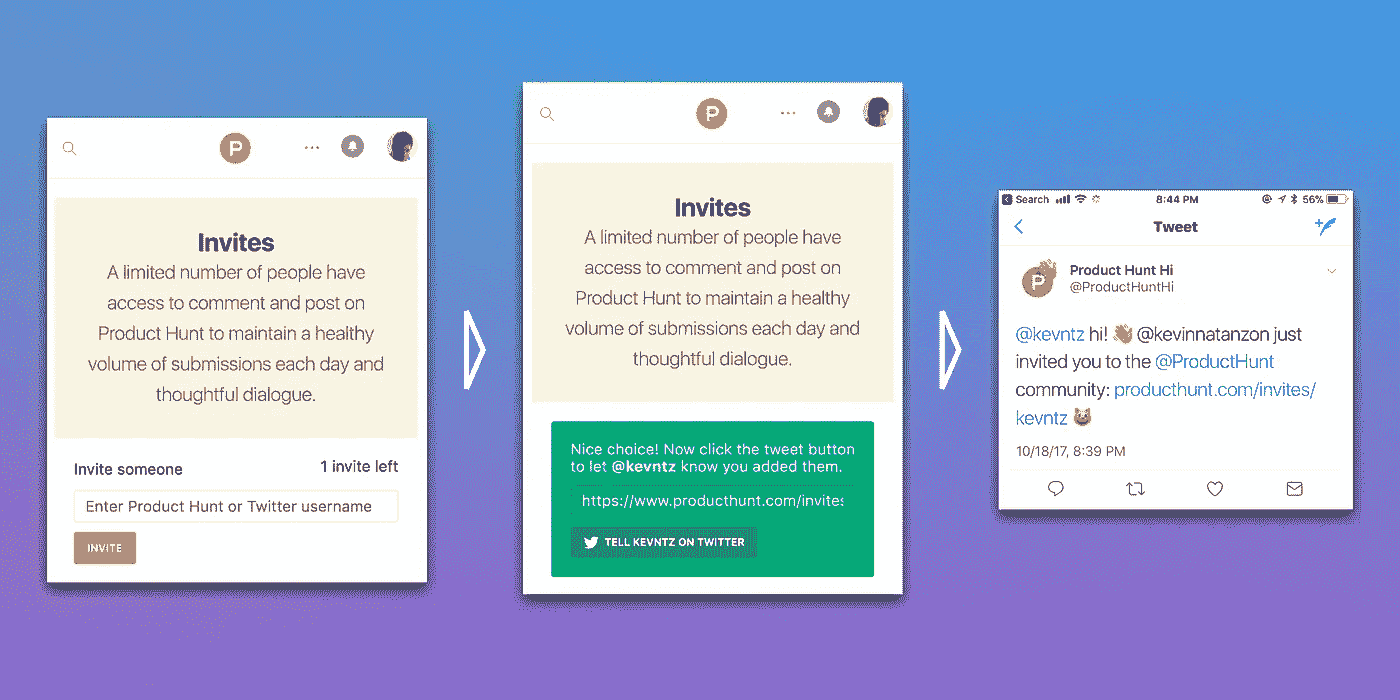 P
Invites
A limited number of people have
access to comment and post on
Product Hunt to maintain a healthy
volume of submissions each day and
thoughtful dialogue.
Invite someone
1 invite left
Enter Product Hunt or Twitter username
INVITE
P
Invites
A limited number of people have
access to comment and post on
Product Hunt to maintain a healthy
volume of submissions each day and
thoughtful dialogue.
Nice choice! Now click the tweet button
to let @kevntz know you added them.
https://www.producthunt.com/invites
TELL KEVNTZ ON TWITTER
Search 8:44 PM 56%
Tweet
P
Product Hunt Hi
@ProductHuntHi
@kevntz hi! 👋 @kevinnatanzon just
invited you to the @ProductHunt
community: producthunt.com/invites/
kevntz 😸
10/18/17, 8:39 PM